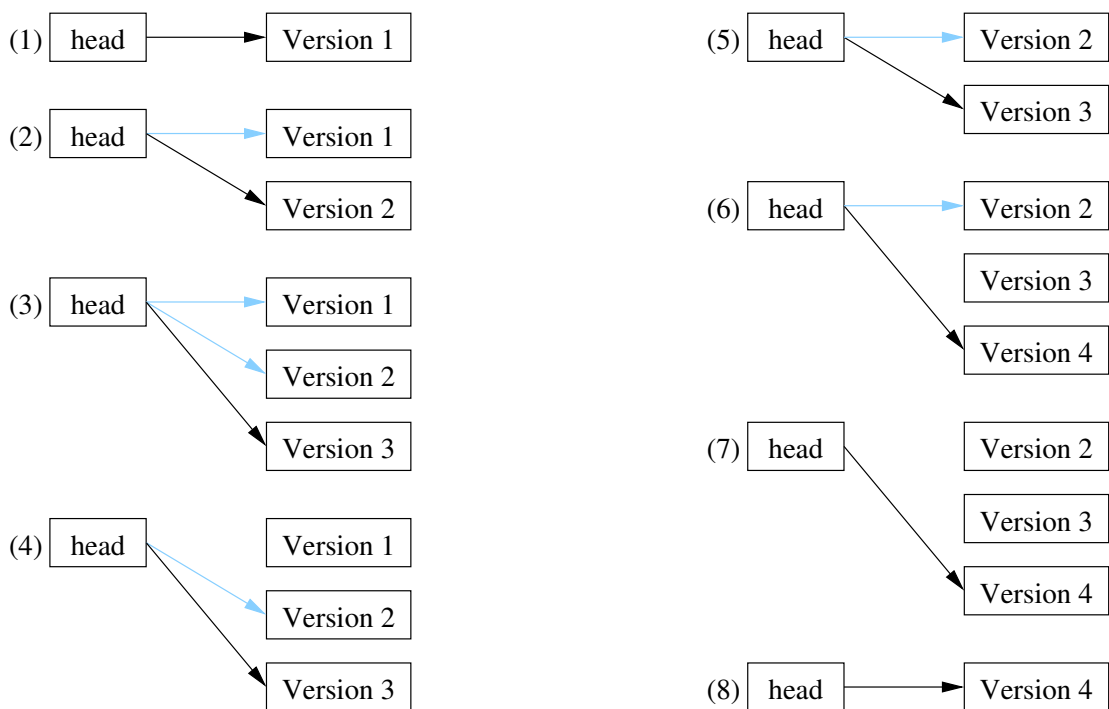 (1) head Version 1
(2) head Version 1
Version 2
(3) head Version 1
Version 2
Version 3
(4) head Version 1
Version 2
Version 3
(5) head Version 2
Version 3
(6) head Version 2
Version 3
Version 4
(7) head Version 2
Version 3
Version 4
(8) head Version 4